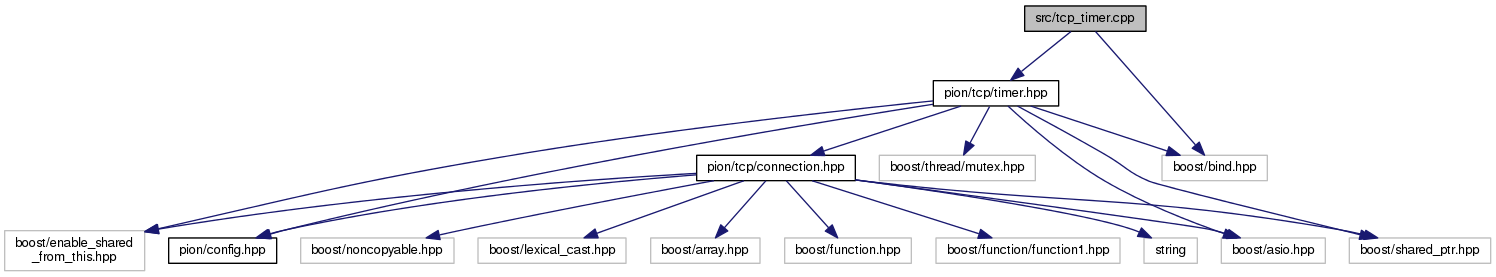 src/tcp_timer.cpp
pion/tcp/timer.hpp
pion/tcp/connection.hpp
boost/thread/mutex.hpp
boost/bind.hpp
boost/enable_shared
_from_this.hpp
pion/config.hpp
boost/noncopyable.hpp
boost/lexical_cast.hpp
boost/array.hpp
boost/function.hpp
boost/function/function1.hpp
string
boost/asio.hpp
boost/shared_ptr.hpp